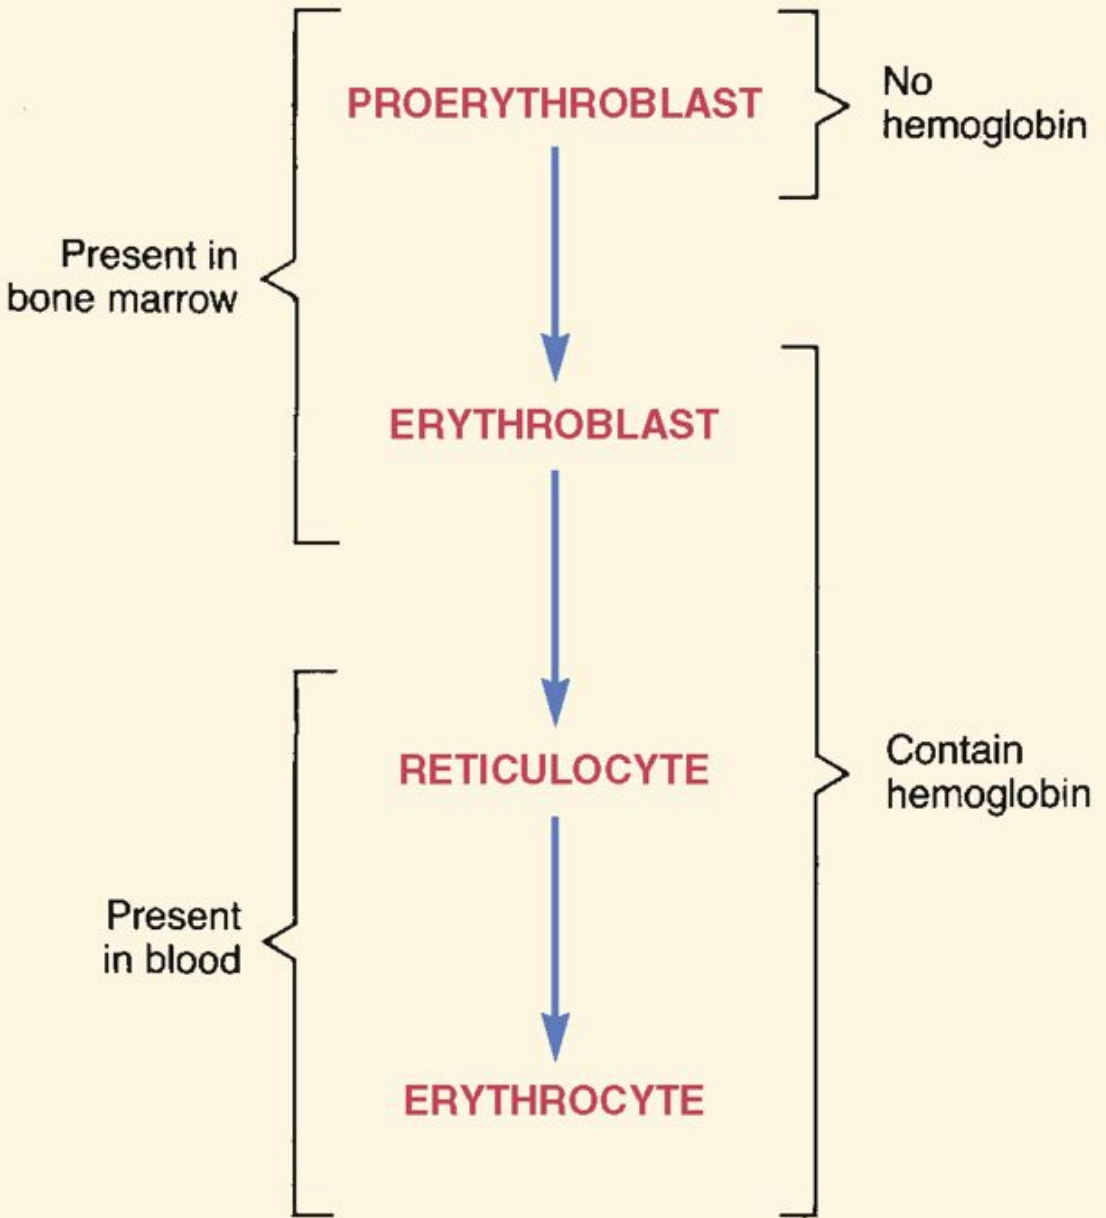 PROERYTHROBLAST
No
hemoglobin
Present in
bone marrow
ERYTHROBLAST
RETICULOCYTE
Contain
hemoglobin
Present
in blood
ERYTHROCYTE